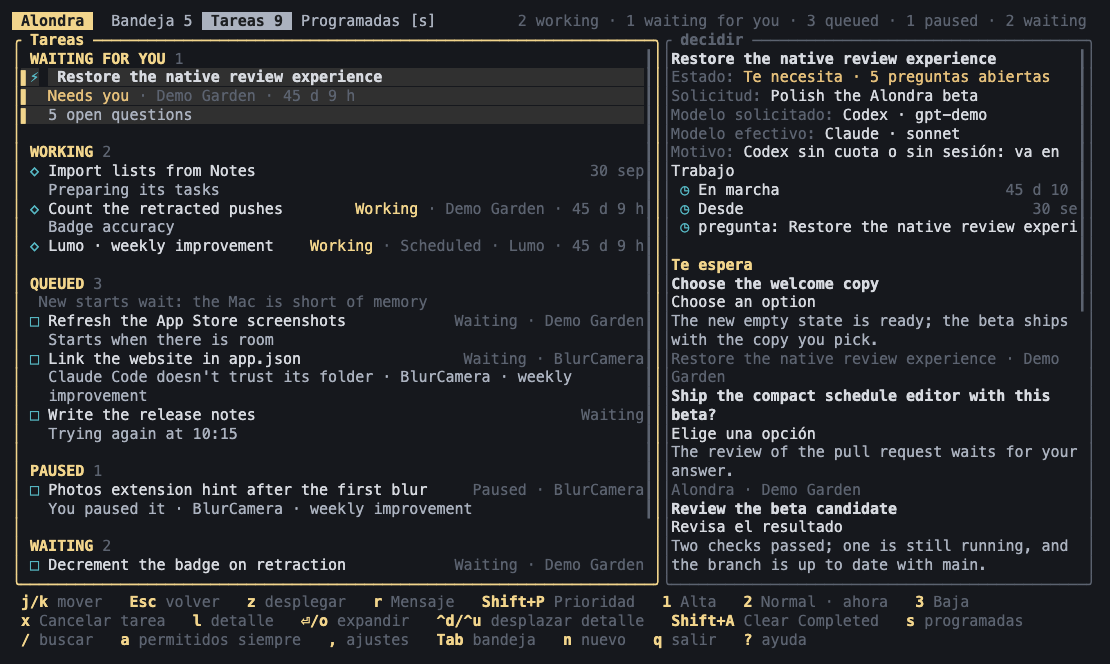 Alondra Bandeja 5 Tareas 9 Programadas [s] 2 working · 1 waiting for you · 3 queued · 1 paused · 2 waiting
Tareas
WAITING FOR YOU 1
⚡ Restore the native review experience
Needs you · Demo Garden · 45 d 9 h
5 open questions
WORKING 2
◇ Import lists from Notes 30 sep
Preparing its tasks
◇ Count the retracted pushes Working · Demo Garden · 45 d 9 h
Badge accuracy
◇ Lumo · weekly improvement Working · Scheduled · Lumo · 45 d 9 h
QUEUED 3
New starts wait: the Mac is short of memory
□ Refresh the App Store screenshots Waiting · Demo Garden
Starts when there is room
□ Link the website in app.json Waiting · BlurCamera
Claude Code doesn't trust its folder · BlurCamera · weekly
improvement
□ Write the release notes Waiting
Trying again at 10:15
PAUSED 1
□ Photos extension hint after the first blur Paused · BlurCamera
You paused it · BlurCamera · weekly improvement
WAITING 2
□ Decrement the badge on retraction Waiting · Demo Garden
decidir
Restore the native review experience
Estado: Te necesita · 5 preguntas abiertas
Solicitud: Polish the Alondra beta
Modelo solicitado: Codex · gpt-demo
Modelo efectivo: Claude · sonnet
Motivo: Codex sin cuota o sin sesión: va en
Trabajo
◷ En marcha 45 d 10
◷ Desde 30 se
◷ pregunta: Restore the native review experi
Te espera
Choose the welcome copy
Choose an option
The new empty state is ready; the beta ships
with the copy you pick.
Restore the native review experience · Demo
Garden
Ship the compact schedule editor with this
beta?
Elige una opción
The review of the pull request waits for your
answer.
Alondra · Demo Garden
Review the beta candidate
Revisa el resultado
Two checks passed; one is still running, and
the branch is up to date with main.
j/k mover Esc volver z desplegar r Mensaje Shift+P Prioridad 1 Alta 2 Normal · ahora 3 Baja
x Cancelar tarea l detalle ⏎/o expandir ^d/^u desplazar detalle Shift+A Clear Completed s programadas
/ buscar a permitidos siempre , ajustes Tab bandeja n nuevo q salir ? ayuda